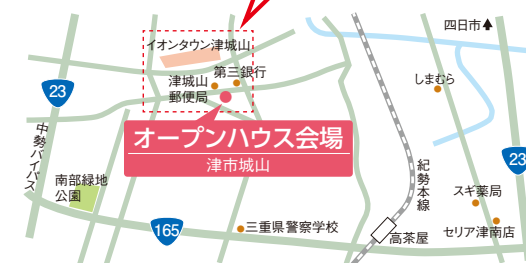 四日市
イオンタウン津城山
第三銀行
津城山
郵便局
しまむら
23
中勢バイパス
オープンハウス会場
津市城山
紀勢本線
23
南部緑地
公園
スギ薬局
165
三重県警察学校
高茶屋
セリア津南店